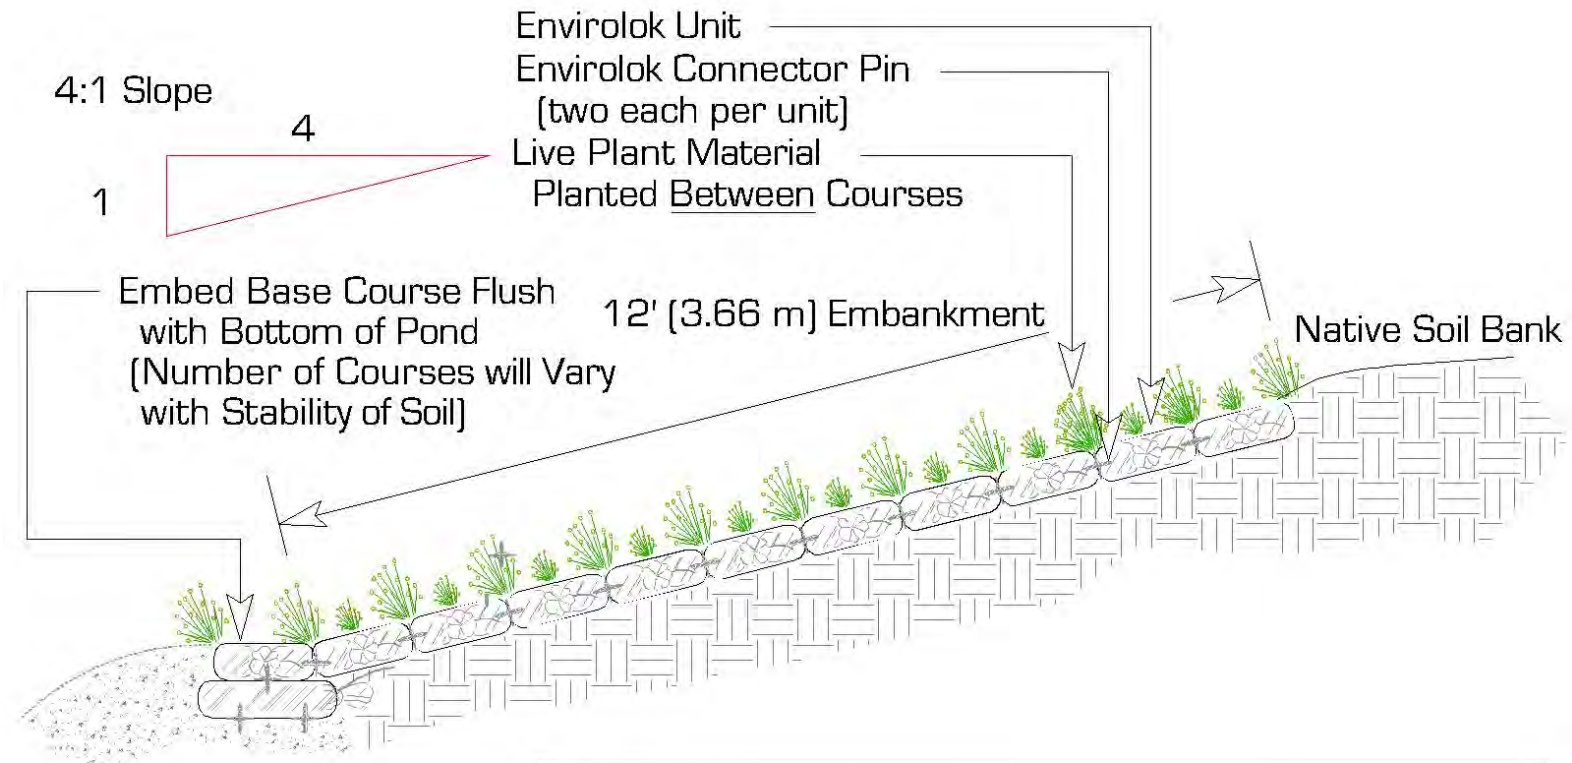 Envirolok Unit
4:1 Slope
Envirolok Connector Pin
(two each per unit)
4
Live Plant Material
1
Planted Between Courses
Embed Base Course Flush
with Bottom of Pond
(Number of Courses will Vary
with Stability of Soil)
12' (3.66 m) Embankment
Native Soil Bank